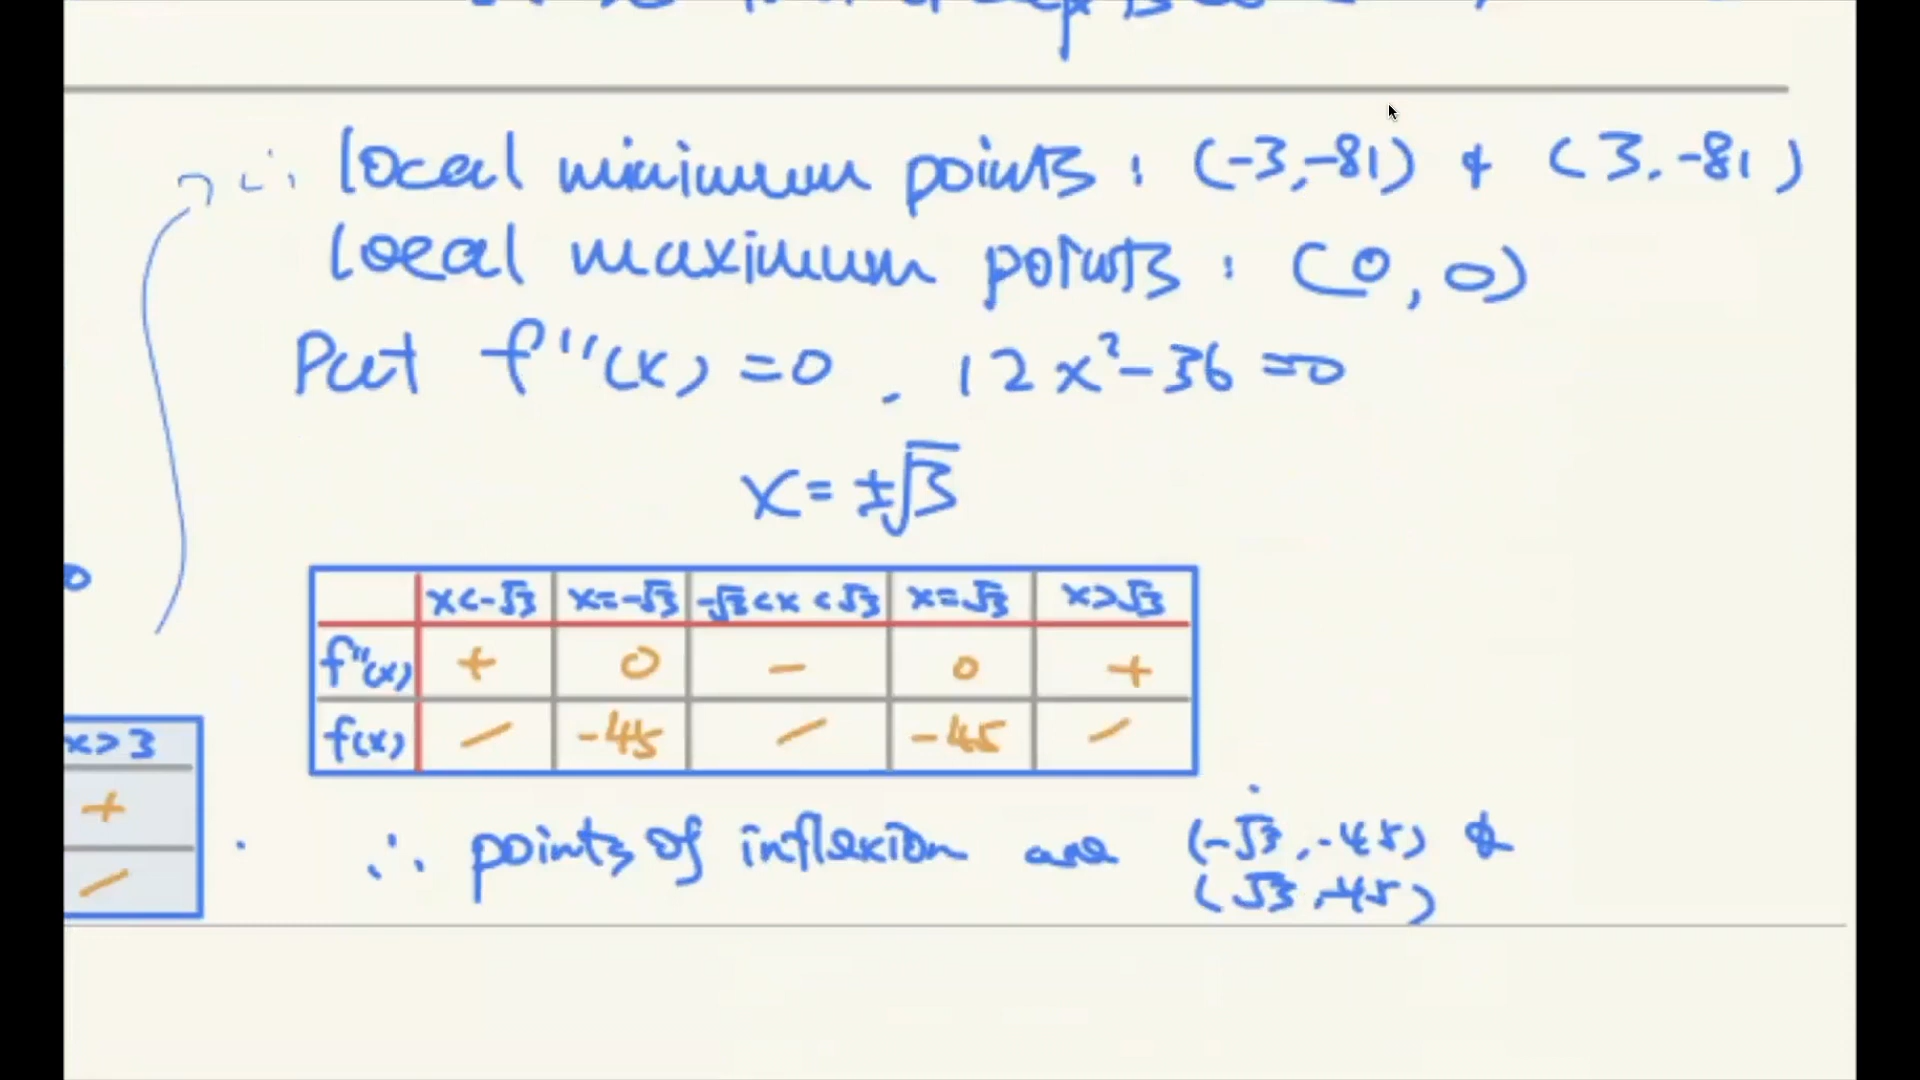 ∴ local minimum points : (-3,-81) & (3,-81)
local maximum points : (0,0)
Put f''(x) = 0 , 12x²-36=0
x = ±√3
x<-√3 x=-√3 -√3<x<√3 x=√3 x>√3
f''(x) + 0 - 0 +
f(x) / -45 / -45 /
x>3
+
/
∴ points of inflexion are (-√3,-45) &
(√3,-45)